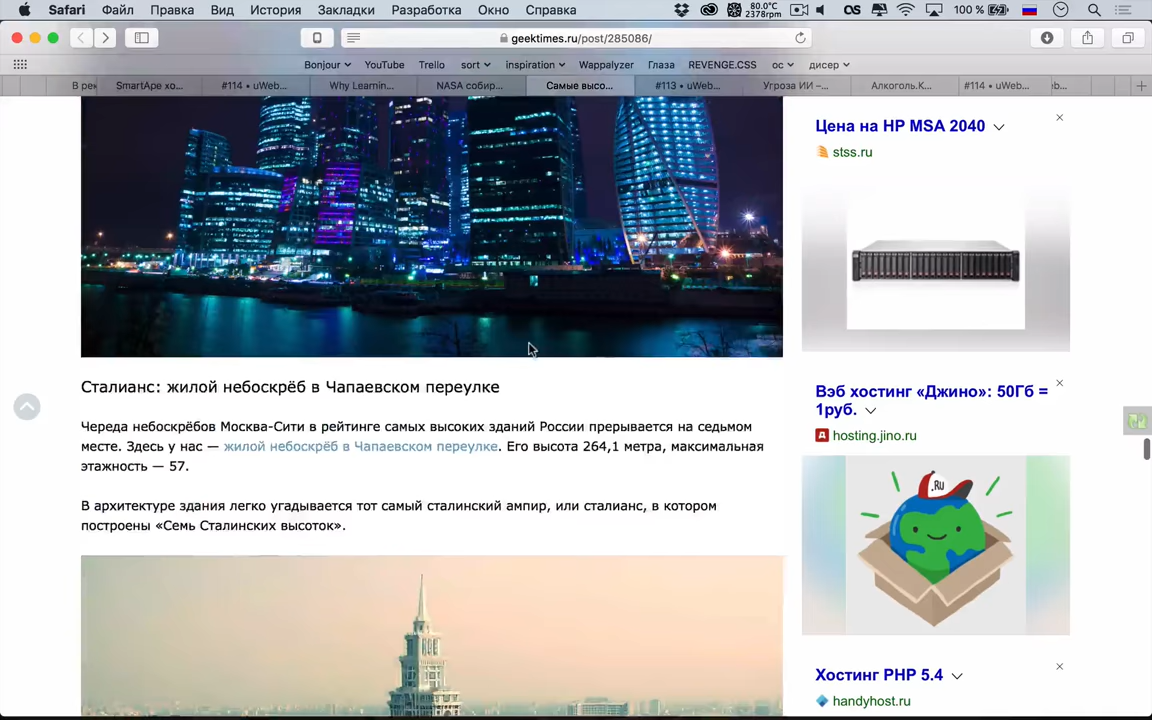 Safari Файл Правка Вид История Закладки Разработка Окно Справка
80.0°C
2378rpm
100 %
geektimes.ru/post/285086/
Bonjour YouTube Trello sort inspiration Wappalyzer Глаза REVENGE.CSS ос дисер
В рек SmartApe хо... #114 • uWeb... Why Learnin... NASA собир... Самые высо... #113 • uWeb... Угроза ИИ –... Алкоголь.К... #114 • uWeb...
Сталианс: жилой небоскрёб в Чапаевском переулке
Череда небоскрёбов Москва-Сити в рейтинге самых высоких зданий России прерывается на седьмом
месте. Здесь у нас — жилой небоскрёб в Чапаевском переулке. Его высота 264,1 метра, максимальная
этажность — 57.
В архитектуре здания легко угадывается тот самый сталинский ампир, или сталианс, в котором
построены «Семь Сталинских высоток».
Цена на HP MSA 2040
stss.ru
Вэб хостинг «Джино»: 50Гб =
1руб.
hosting.jino.ru
.RU
Хостинг PHP 5.4
handyhost.ru